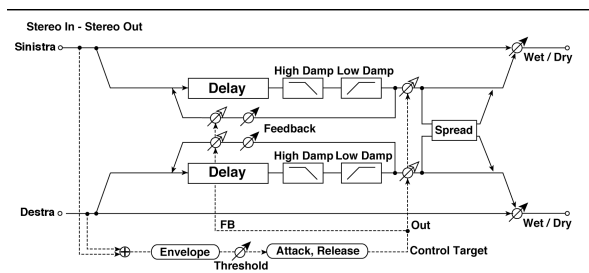 Stereo In - Stereo Out
Sinistra
Wet / Dry
High Damp Low Damp
Delay
Feedback
Spread
High Damp Low Damp
Delay
Destra
Wet / Dry
FB
Out
Envelope
Attack, Release
Control Target
Threshold